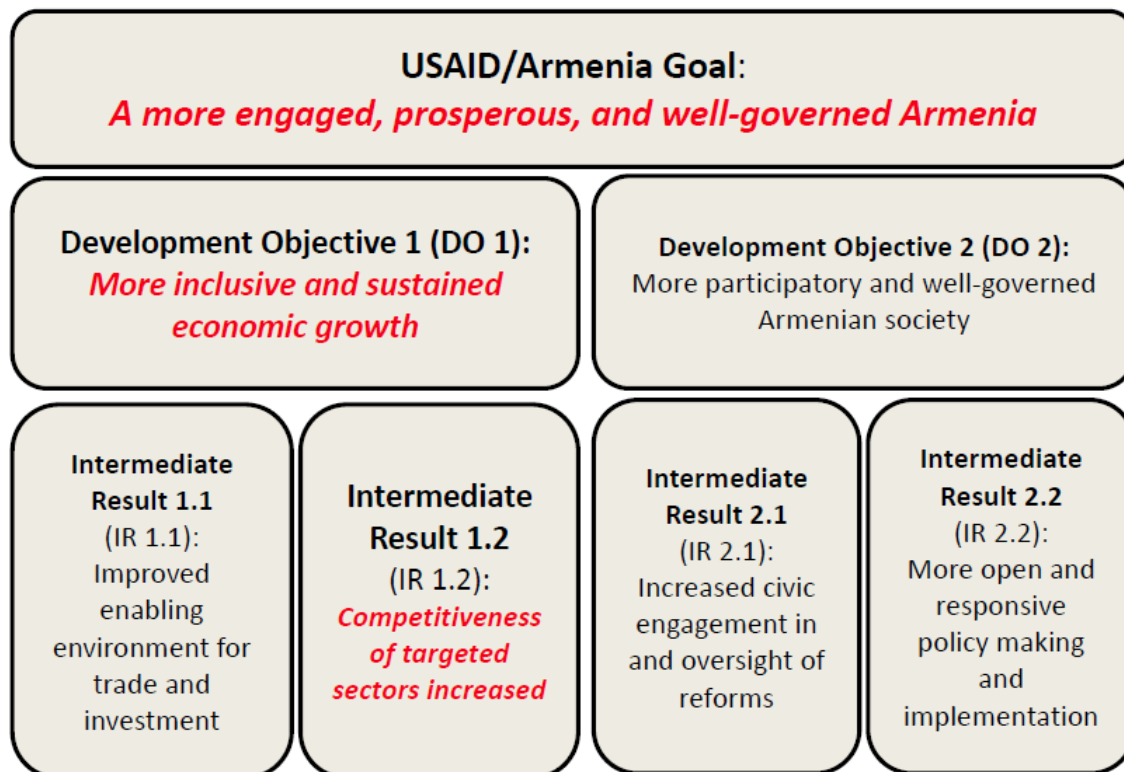 USAID/Armenia Goal:
A more engaged, prosperous, and well-governed Armenia
Development Objective 1 (DO 1):
More inclusive and sustained
economic growth
Development Objective 2 (DO 2):
More participatory and well-governed
Armenian society
Intermediate
Result 1.1
(IR 1.1):
Improved
enabling
environment for
trade and
investment
Intermediate
Result 1.2
(IR 1.2):
Competitiveness
of targeted
sectors increased
Intermediate
Result 2.1
(IR 2.1):
Increased civic
engagement in
and oversight of
reforms
Intermediate
Result 2.2
(IR 2.2):
More open and
responsive
policy making
and
implementation